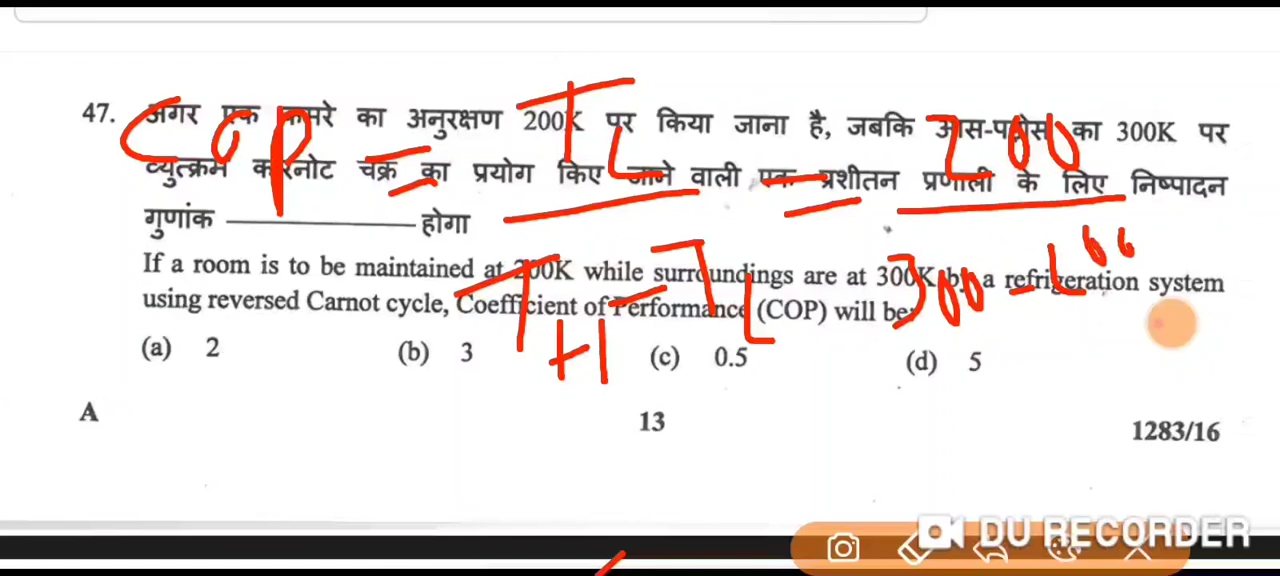 47. अगर एक कमरे का अनुरक्षण 200K पर किया जाना है, जबकि आस-पड़ोस का 300K पर
व्युत्क्रम कारनोट चक्र का प्रयोग किए जाने वाली एक प्रशीतन प्रणाली के लिए निष्पादन
गुणांक ________ होगा
If a room is to be maintained at 200K while surroundings are at 300K by a refrigeration system
using reversed Carnot cycle, Coefficient of Performance (COP) will be:
(a) 2 (b) 3 (c) 0.5 (d) 5
COP = TL / TH - TL = 200 / 300 - 200
A 13 1283/16
DU RECORDER